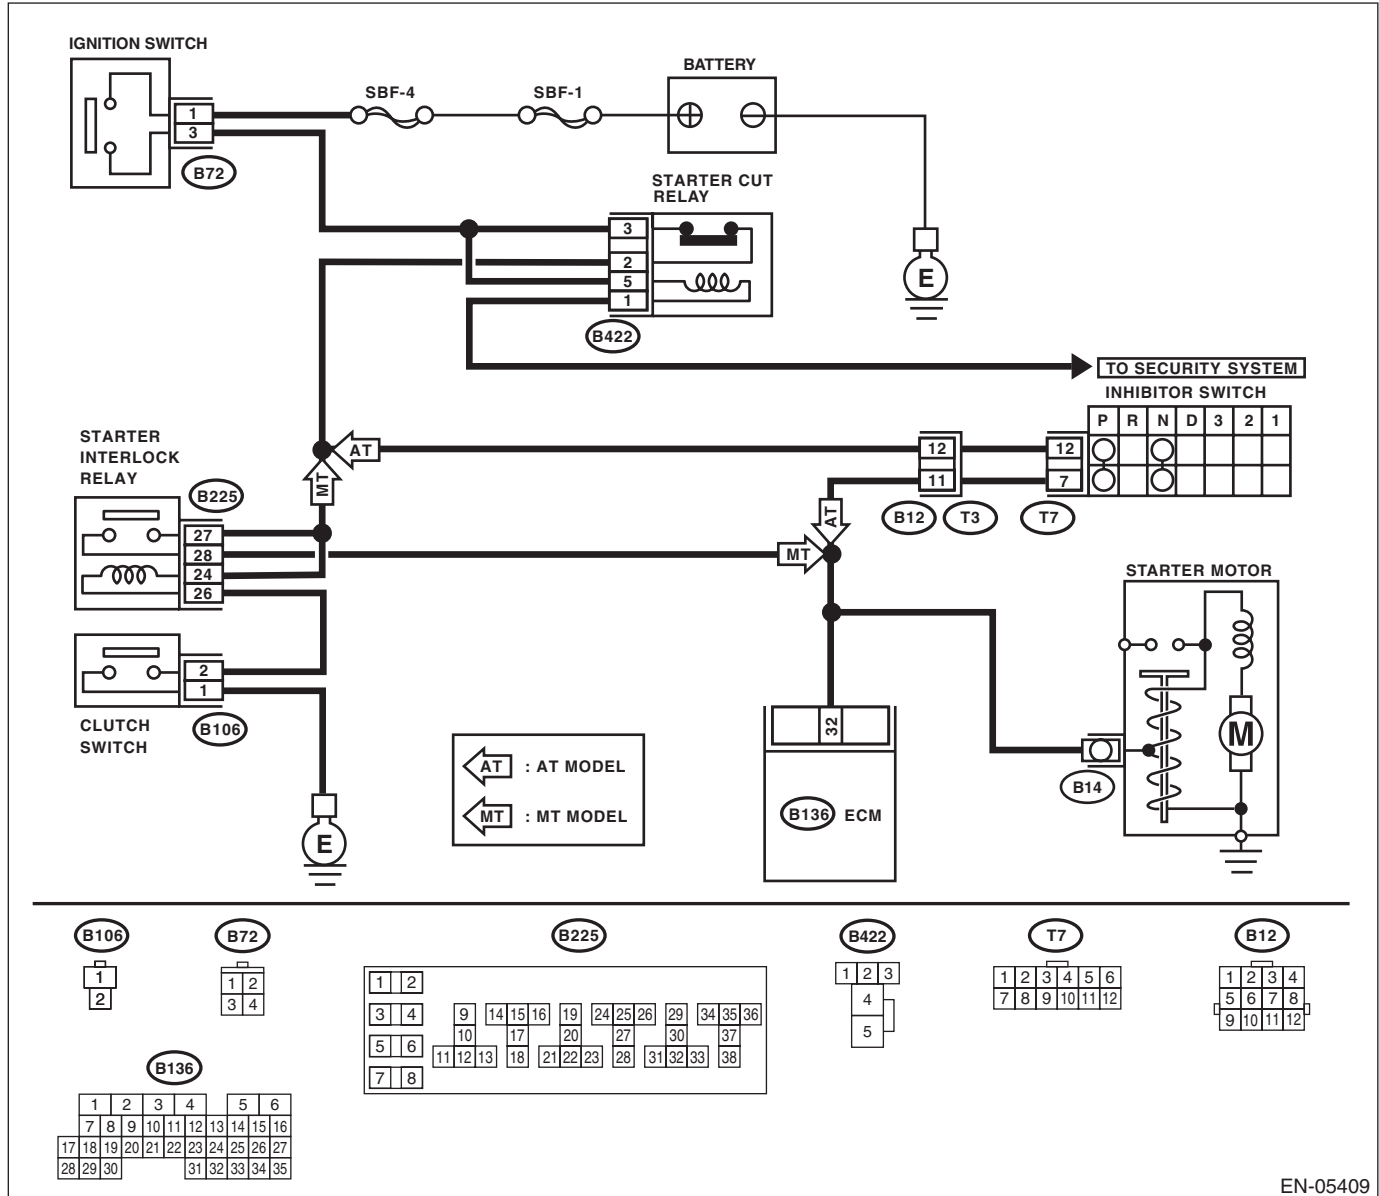 IGNITION SWITCH
1
3
B72
SBF-4
SBF-1
BATTERY
E
STARTER CUT
RELAY
3
2
5
1
B422
TO SECURITY SYSTEM
INHIBITOR SWITCH
P R N D 3 2 1
12
7
T7
12
11
B12 T3
AT
MT
STARTER
INTERLOCK
RELAY
B225
27
28
24
26
AT
MT
2
1
CLUTCH
SWITCH
B106
E
AT : AT MODEL
MT : MT MODEL
32
B136 ECM
STARTER MOTOR
M
B14
B106
1
2
B72
1 2
3 4
B225
1 2
3 4 9 14 15 16 19 24 25 26 29 34 35 36
10 17 20 27 30 37
5 6 11 12 13 18 21 22 23 28 31 32 33 38
7 8
B422
1 2 3
4
5
T7
1 2 3 4 5 6
7 8 9 10 11 12
B12
1 2 3 4
5 6 7 8
9 10 11 12
B136
1 2 3 4 5 6
7 8 9 10 11 12 13 14 15 16
17 18 19 20 21 22 23 24 25 26 27
28 29 30 31 32 33 34 35
EN-05409